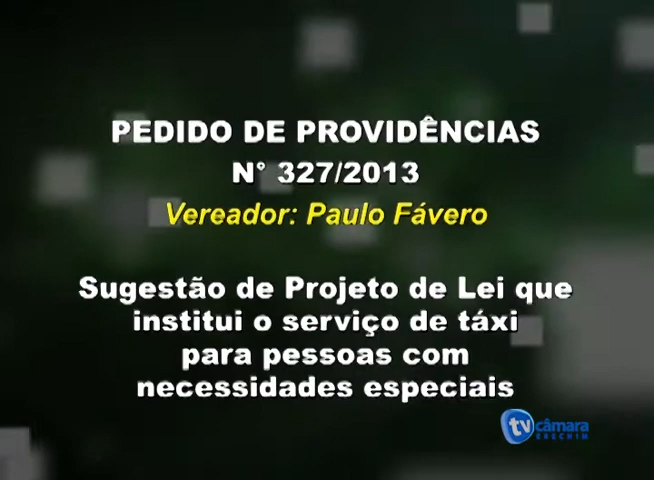 PEDIDO DE PROVIDÊNCIAS
N° 327/2013
Vereador: Paulo Fávero
Sugestão de Projeto de Lei que
institui o serviço de táxi
para pessoas com
necessidades especiais
tv câmara
ERECHIM